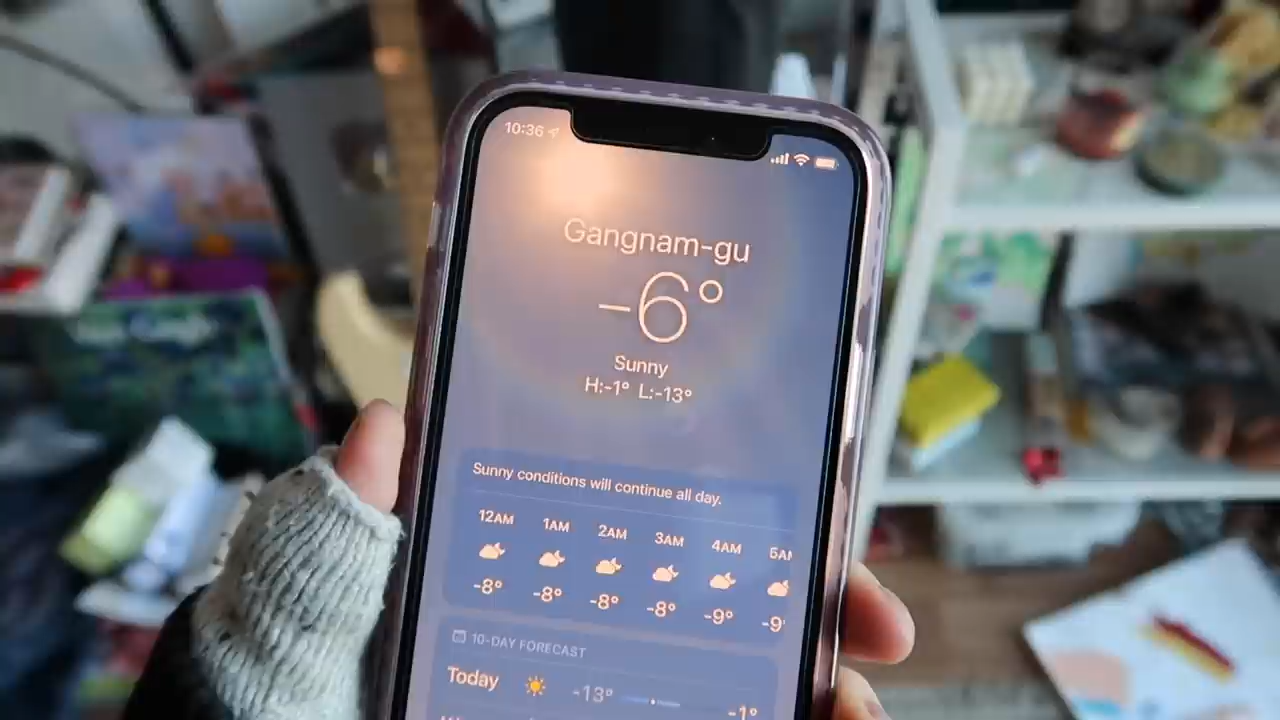 10:36
Gangnam-gu
-6°
Sunny
H:-1° L:-13°
Sunny conditions will continue all day.
12AM 1AM 2AM 3AM 4AM
-8° -8° -8° -8° -9° -9°
10-DAY FORECAST
Today -13° -1°